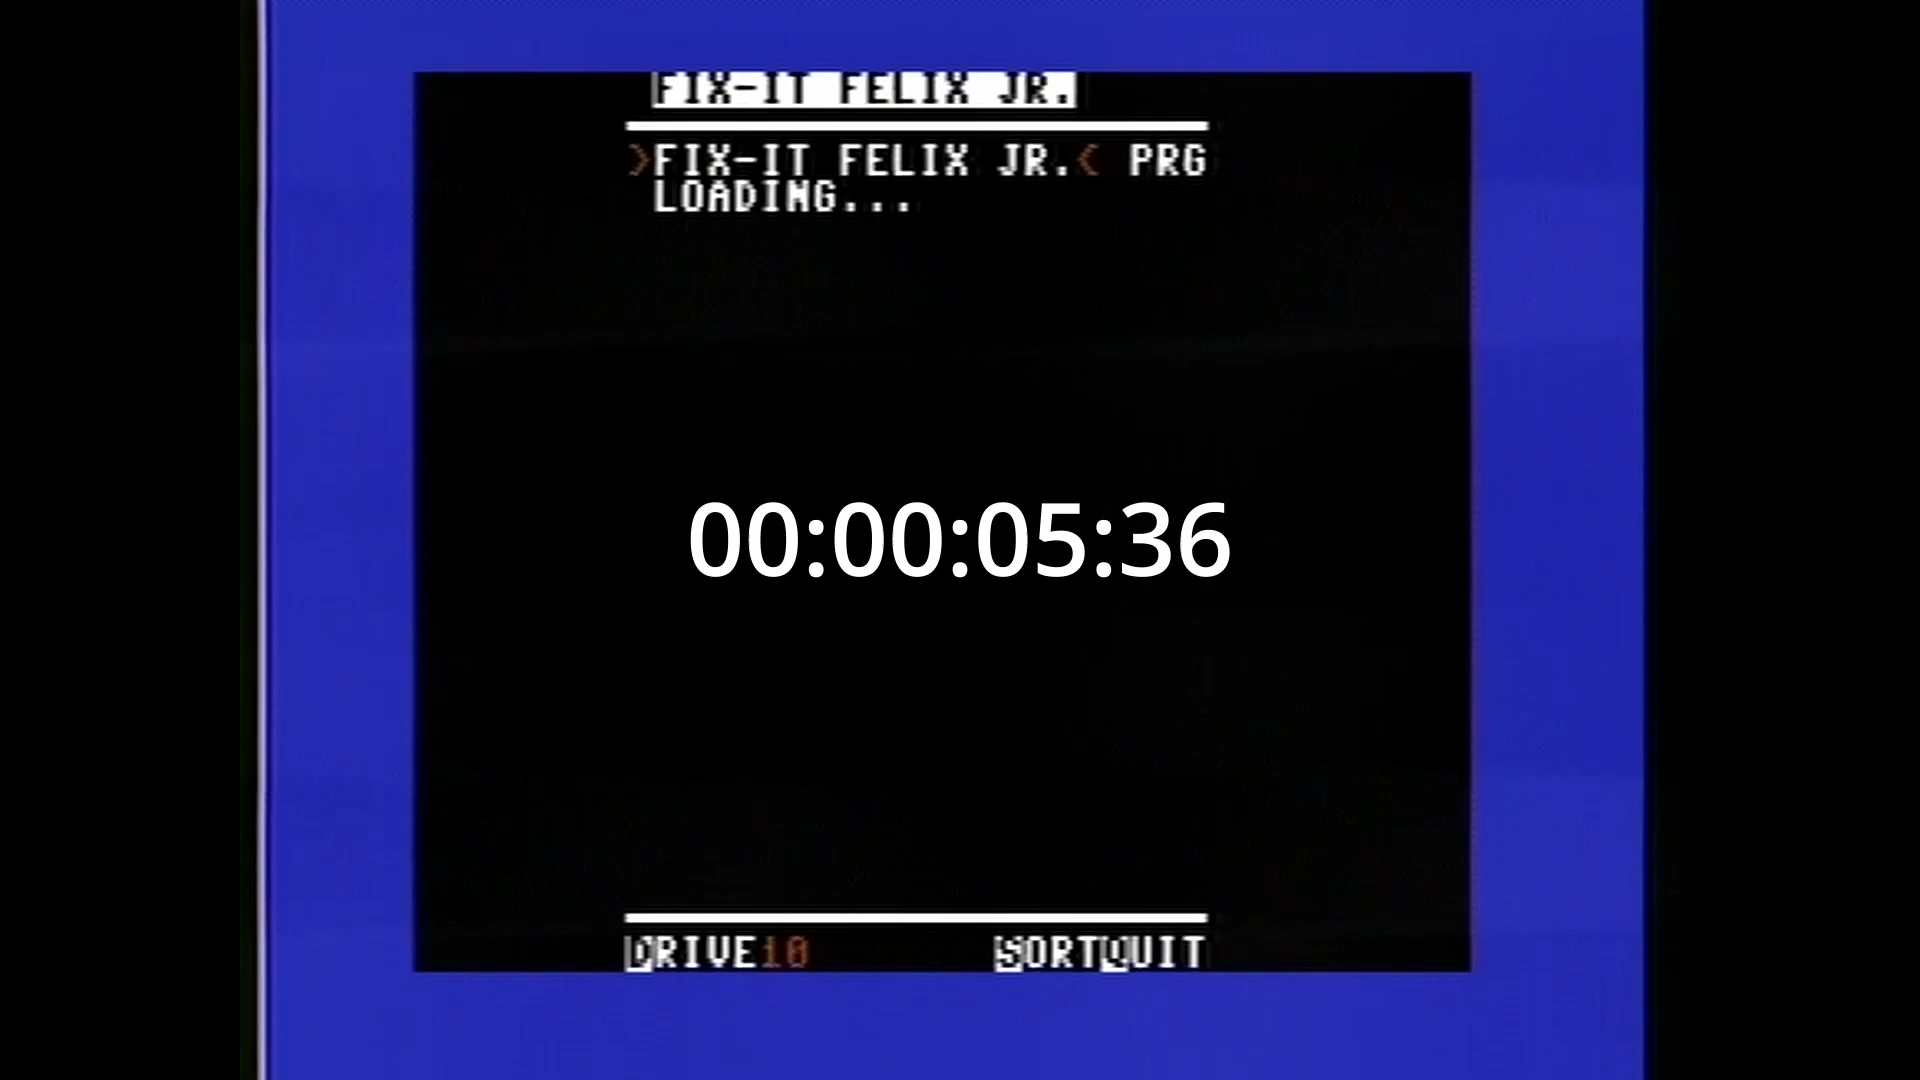 FIX-IT FELIX JR.
>FIX-IT FELIX JR.< PRG
LOADING...
00:00:05:36
DRIVE10 SORTQUIT